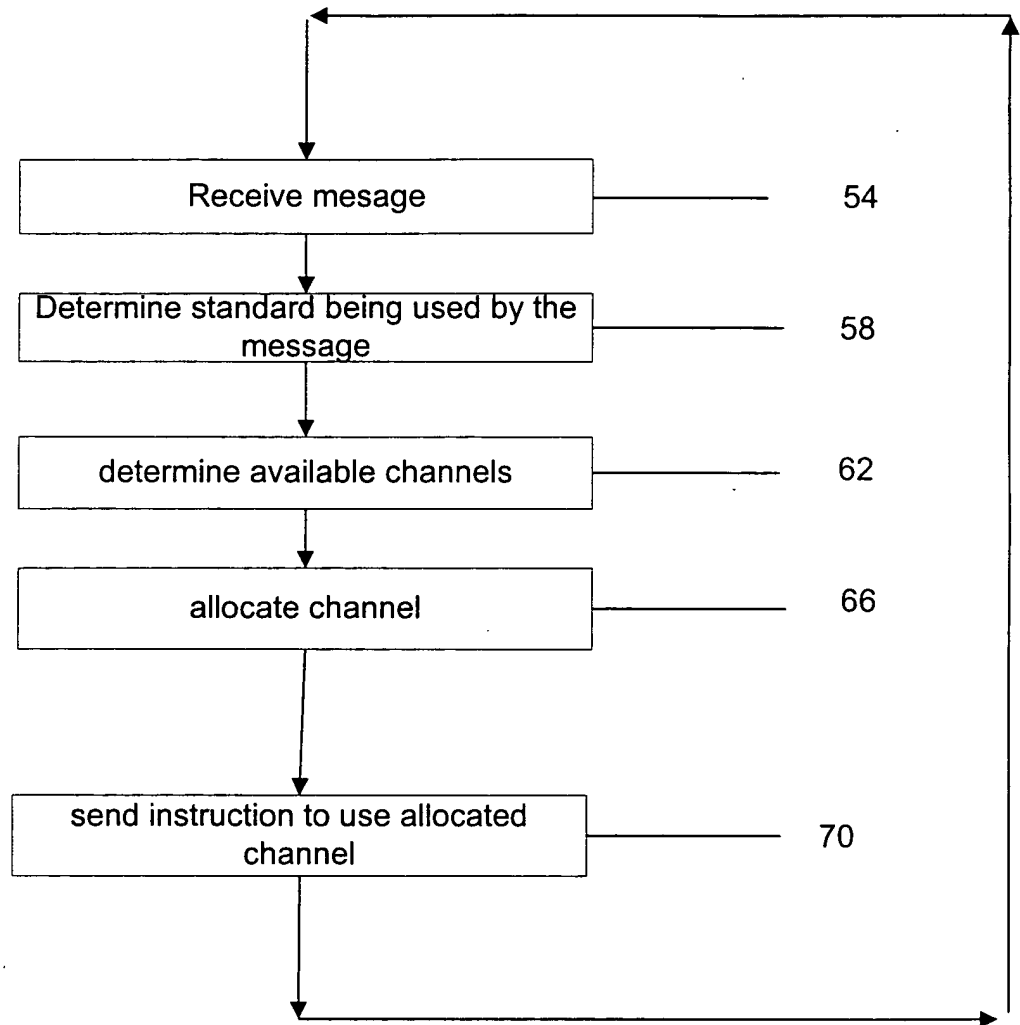 Receive mesage
54
Determine standard being used by the
message
58
determine available channels
62
allocate channel
66
send instruction to use allocated
channel
70